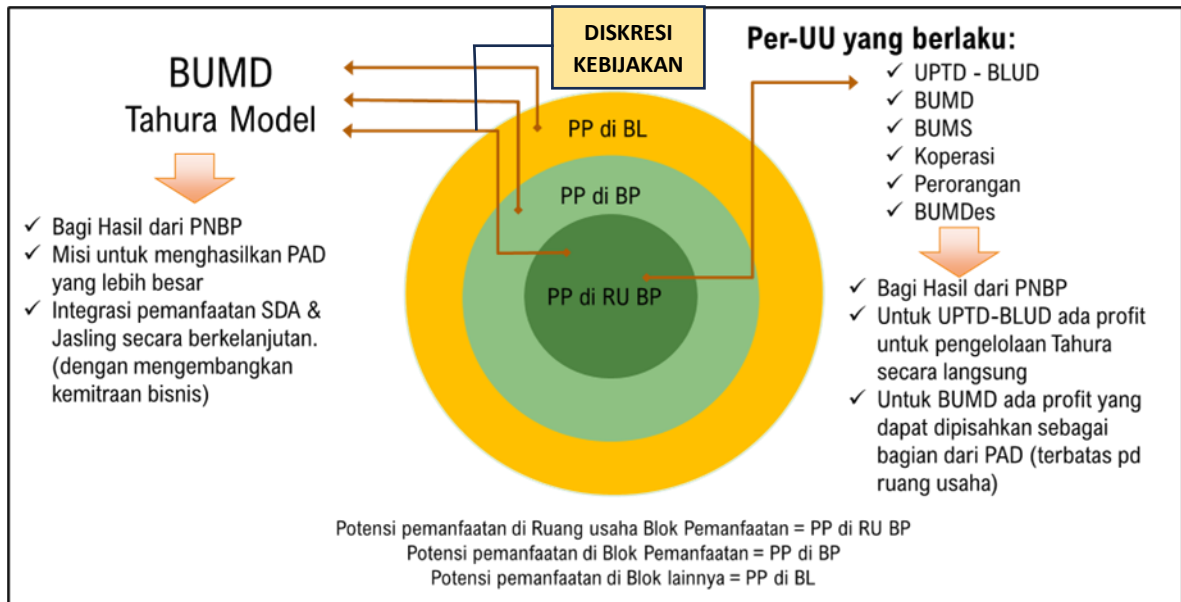 DISKRESI
KEBIJAKAN
BUMD
Tahura Model
✓ Bagi Hasil dari PNBP
✓ Misi untuk menghasilkan PAD
yang lebih besar
✓ Integrasi pemanfaatan SDA &
Jasling secara berkelanjutan.
(dengan mengembangkan
kemitraan bisnis)
PP di BL
PP di BP
PP di RU BP
Per-UU yang berlaku:
✓ UPTD - BLUD
✓ BUMD
✓ BUMS
✓ Koperasi
✓ Perorangan
✓ BUMDes
✓ Bagi Hasil dari PNBP
✓ Untuk UPTD-BLUD ada profit
untuk pengelolaan Tahura
secara langsung
✓ Untuk BUMD ada profit yang
dapat dipisahkan sebagai
bagian dari PAD (terbatas pd
ruang usaha)
Potensi pemanfaatan di Ruang usaha Blok Pemanfaatan = PP di RU BP
Potensi pemanfaatan di Blok Pemanfaatan = PP di BP
Potensi pemanfaatan di Blok lainnya = PP di BL